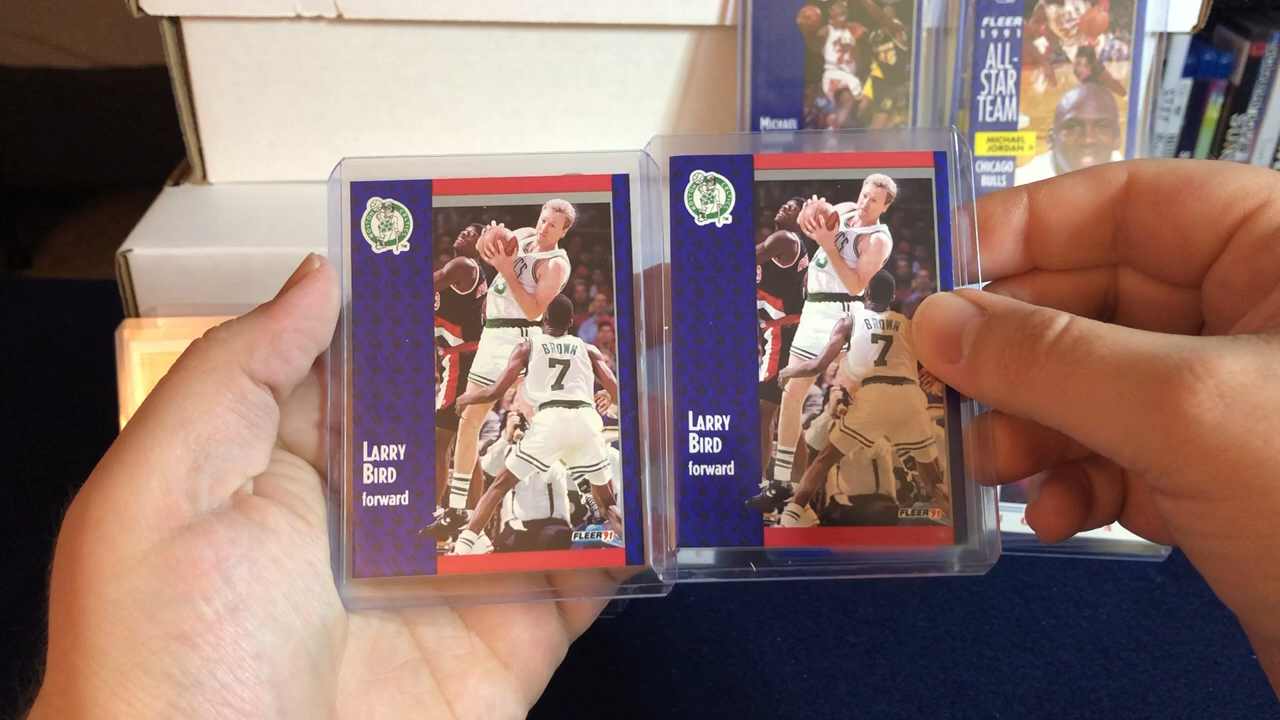 MICHAEL
FLEER
1991
ALL-
STAR
TEAM
MICHAEL
JORDAN
CHICAGO
BULLS
BROWN
7
LARRY
BIRD
forward
FLEER 91
BROWN
7
LARRY
BIRD
forward
FLEER 91